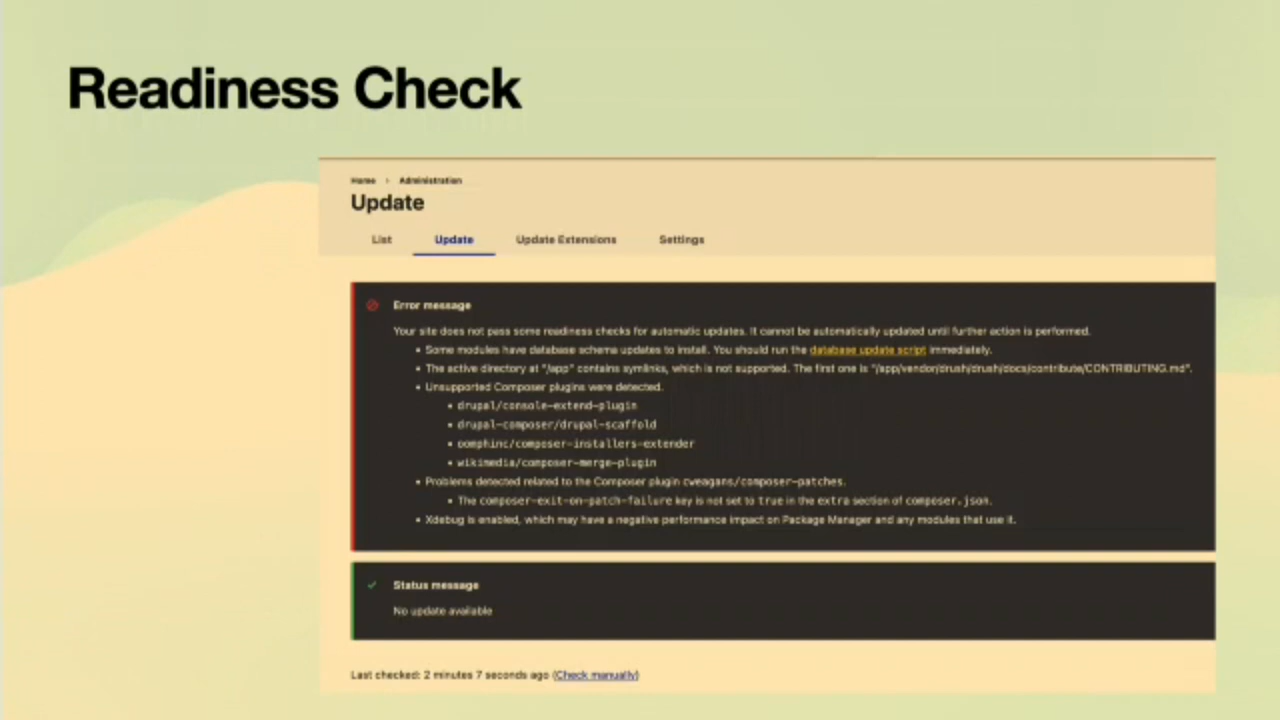 Readiness Check
Home › Administration
Update
List Update Update Extensions Settings
Error message
Your site does not pass some readiness checks for automatic updates. It cannot be automatically updated until further action is performed.
• Some modules have database schema updates to install. You should run the database update script immediately.
• The active directory at "/app" contains symlinks, which is not supported. The first one is "/app/vendor/drush/drush/docs/contribute/CONTRIBUTING.md".
• Unsupported Composer plugins were detected.
• drupal/console-extend-plugin
• drupal-composer/drupal-scaffold
• oomphinc/composer-installers-extender
• wikimedia/composer-merge-plugin
• Problems detected related to the Composer plugin cweagans/composer-patches.
• The composer-exit-on-patch-failure key is not set to true in the extra section of composer.json.
• Xdebug is enabled, which may have a negative performance impact on Package Manager and any modules that use it.
Status message
No update available
Last checked: 2 minutes 7 seconds ago (Check manually)